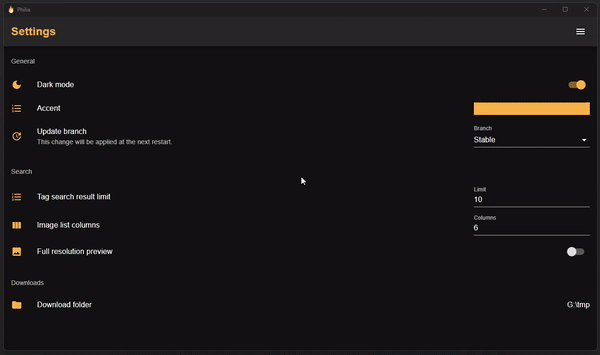 Philia
Settings
General
Dark mode
Accent
Update branch
This change will be applied at the next restart.
Branch
Stable
Search
Tag search result limit
Limit
10
Image list columns
Columns
6
Full resolution preview
Downloads
Download folder
G:\tmp